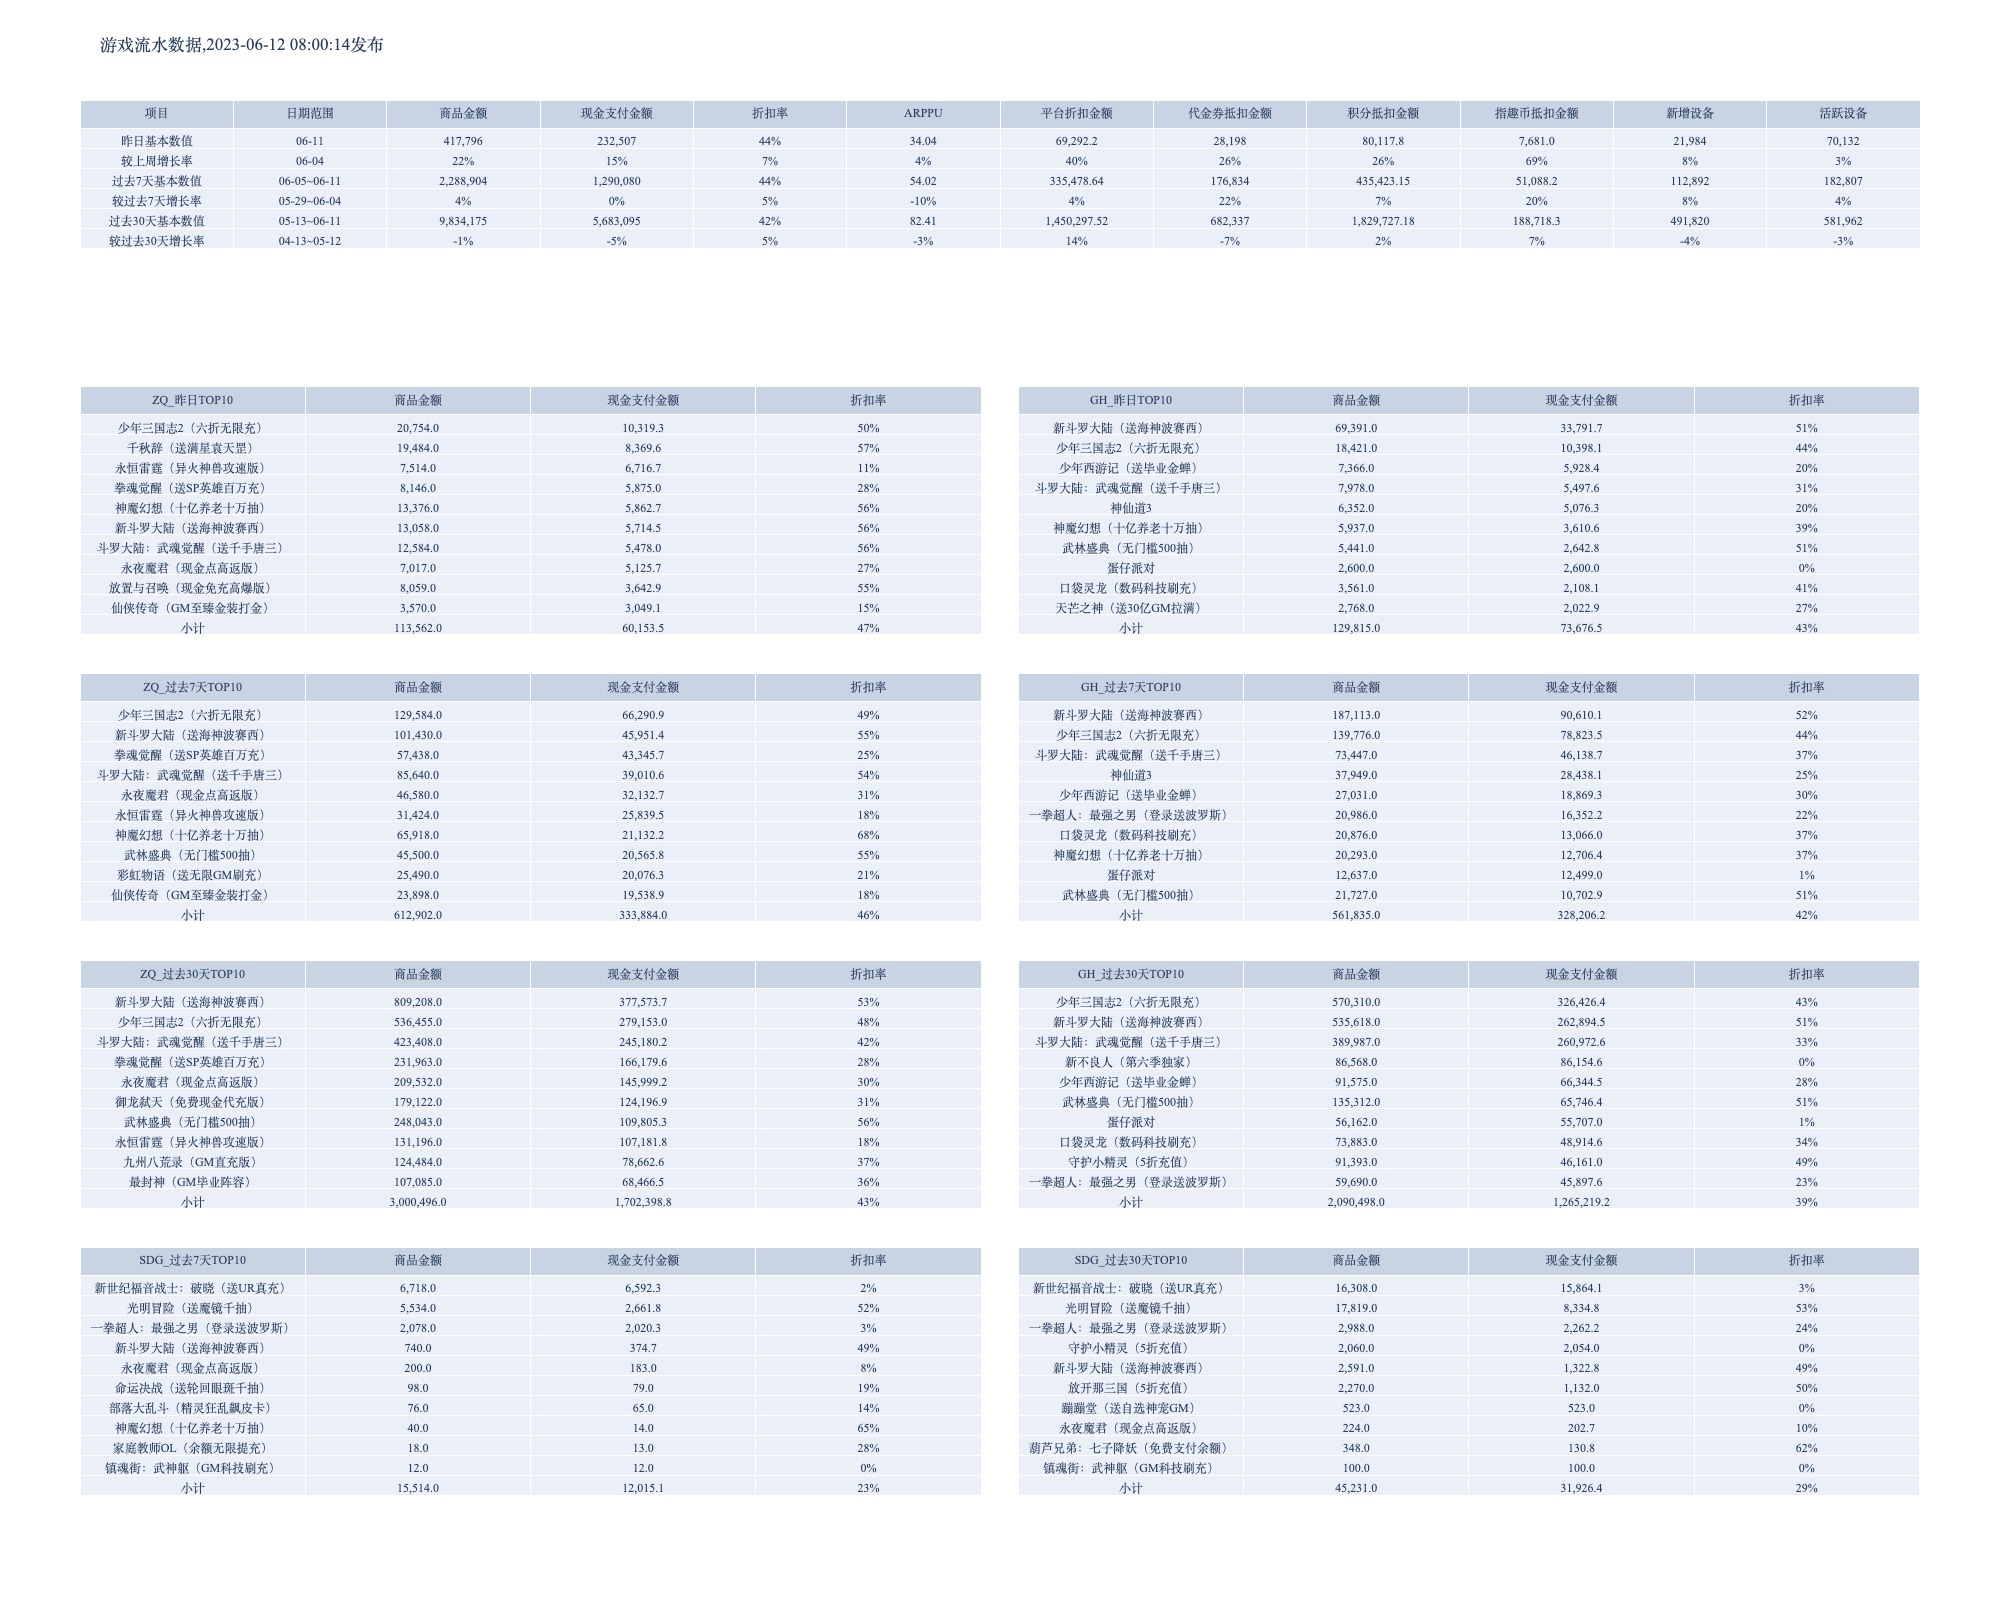 游戏流水数据,2023-06-12 08:00:14发布
项目 日期范围 商品金额 现金支付金额 折扣率 ARPPU 平台折扣金额 代金券抵扣金额 积分抵扣金额 指趣币抵扣金额 新增设备 活跃设备
昨日基本数值 06-11 417,796 232,507 44% 34.04 69,292.2 28,198 80,117.8 7,681.0 21,984 70,132
较上周增长率 06-04 22% 15% 7% 4% 40% 26% 26% 69% 8% 3%
过去7天基本数值 06-05~06-11 2,288,904 1,290,080 44% 54.02 335,478.64 176,834 435,423.15 51,088.2 112,892 182,807
较过去7天增长率 05-29~06-04 4% 0% 5% -10% 4% 22% 7% 20% 8% 4%
过去30天基本数值 05-13~06-11 9,834,175 5,683,095 42% 82.41 1,450,297.52 682,337 1,829,727.18 188,718.3 491,820 581,962
较过去30天增长率 04-13~05-12 -1% -5% 5% -3% 14% -7% 2% 7% -4% -3%
ZQ_昨日TOP10 商品金额 现金支付金额 折扣率
少年三国志2（六折无限充） 20,754.0 10,319.3 50%
千秋辞（送满星袁天罡） 19,484.0 8,369.6 57%
永恒雷霆（异火神兽攻速版） 7,514.0 6,716.7 11%
拳魂觉醒（送SP英雄百万充） 8,146.0 5,875.0 28%
神魔幻想（十亿养老十万抽） 13,376.0 5,862.7 56%
新斗罗大陆（送海神波赛西） 13,058.0 5,714.5 56%
斗罗大陆：武魂觉醒（送千手唐三） 12,584.0 5,478.0 56%
永夜魔君（现金点高返版） 7,017.0 5,125.7 27%
放置与召唤（现金免充高爆版） 8,059.0 3,642.9 55%
仙侠传奇（GM至臻金装打金） 3,570.0 3,049.1 15%
小计 113,562.0 60,153.5 47%
GH_昨日TOP10 商品金额 现金支付金额 折扣率
新斗罗大陆（送海神波赛西） 69,391.0 33,791.7 51%
少年三国志2（六折无限充） 18,421.0 10,398.1 44%
少年西游记（送毕业金蝉） 7,366.0 5,928.4 20%
斗罗大陆：武魂觉醒（送千手唐三） 7,978.0 5,497.6 31%
神仙道3 6,352.0 5,076.3 20%
神魔幻想（十亿养老十万抽） 5,937.0 3,610.6 39%
武林盛典（无门槛500抽） 5,441.0 2,642.8 51%
蛋仔派对 2,600.0 2,600.0 0%
口袋灵龙（数码科技刷充） 3,561.0 2,108.1 41%
天芒之神（送30亿GM拉满） 2,768.0 2,022.9 27%
小计 129,815.0 73,676.5 43%
ZQ_过去7天TOP10 商品金额 现金支付金额 折扣率
少年三国志2（六折无限充） 129,584.0 66,290.9 49%
新斗罗大陆（送海神波赛西） 101,430.0 45,951.4 55%
拳魂觉醒（送SP英雄百万充） 57,438.0 43,345.7 25%
斗罗大陆：武魂觉醒（送千手唐三） 85,640.0 39,010.6 54%
永夜魔君（现金点高返版） 46,580.0 32,132.7 31%
永恒雷霆（异火神兽攻速版） 31,424.0 25,839.5 18%
神魔幻想（十亿养老十万抽） 65,918.0 21,132.2 68%
武林盛典（无门槛500抽） 45,500.0 20,565.8 55%
彩虹物语（送无限GM刷充） 25,490.0 20,076.3 21%
仙侠传奇（GM至臻金装打金） 23,898.0 19,538.9 18%
小计 612,902.0 333,884.0 46%
GH_过去7天TOP10 商品金额 现金支付金额 折扣率
新斗罗大陆（送海神波赛西） 187,113.0 90,610.1 52%
少年三国志2（六折无限充） 139,776.0 78,823.5 44%
斗罗大陆：武魂觉醒（送千手唐三） 73,447.0 46,138.7 37%
神仙道3 37,949.0 28,438.1 25%
少年西游记（送毕业金蝉） 27,031.0 18,869.3 30%
一拳超人：最强之男（登录送波罗斯） 20,986.0 16,352.2 22%
口袋灵龙（数码科技刷充） 20,876.0 13,066.0 37%
神魔幻想（十亿养老十万抽） 20,293.0 12,706.4 37%
蛋仔派对 12,637.0 12,499.0 1%
武林盛典（无门槛500抽） 21,727.0 10,702.9 51%
小计 561,835.0 328,206.2 42%
ZQ_过去30天TOP10 商品金额 现金支付金额 折扣率
新斗罗大陆（送海神波赛西） 809,208.0 377,573.7 53%
少年三国志2（六折无限充） 536,455.0 279,153.0 48%
斗罗大陆：武魂觉醒（送千手唐三） 423,408.0 245,180.2 42%
拳魂觉醒（送SP英雄百万充） 231,963.0 166,179.6 28%
永夜魔君（现金点高返版） 209,532.0 145,999.2 30%
御龙弑天（免费现金代充版） 179,122.0 124,196.9 31%
武林盛典（无门槛500抽） 248,043.0 109,805.3 56%
永恒雷霆（异火神兽攻速版） 131,196.0 107,181.8 18%
九州八荒录（GM直充版） 124,484.0 78,662.6 37%
最封神（GM毕业阵容） 107,085.0 68,466.5 36%
小计 3,000,496.0 1,702,398.8 43%
GH_过去30天TOP10 商品金额 现金支付金额 折扣率
少年三国志2（六折无限充） 570,310.0 326,426.4 43%
新斗罗大陆（送海神波赛西） 535,618.0 262,894.5 51%
斗罗大陆：武魂觉醒（送千手唐三） 389,987.0 260,972.6 33%
新不良人（第六季独家） 86,568.0 86,154.6 0%
少年西游记（送毕业金蝉） 91,575.0 66,344.5 28%
武林盛典（无门槛500抽） 135,312.0 65,746.4 51%
蛋仔派对 56,162.0 55,707.0 1%
口袋灵龙（数码科技刷充） 73,883.0 48,914.6 34%
守护小精灵（5折充值） 91,393.0 46,161.0 49%
一拳超人：最强之男（登录送波罗斯） 59,690.0 45,897.6 23%
小计 2,090,498.0 1,265,219.2 39%
SDG_过去7天TOP10 商品金额 现金支付金额 折扣率
新世纪福音战士：破晓（送UR真充） 6,718.0 6,592.3 2%
光明冒险（送魔镜千抽） 5,534.0 2,661.8 52%
一拳超人：最强之男（登录送波罗斯） 2,078.0 2,020.3 3%
新斗罗大陆（送海神波赛西） 740.0 374.7 49%
永夜魔君（现金点高返版） 200.0 183.0 8%
命运决战（送轮回眼斑千抽） 98.0 79.0 19%
部落大乱斗（精灵狂乱飙皮卡） 76.0 65.0 14%
神魔幻想（十亿养老十万抽） 40.0 14.0 65%
家庭教师OL（余额无限提充） 18.0 13.0 28%
镇魂街：武神躯（GM科技刷充） 12.0 12.0 0%
小计 15,514.0 12,015.1 23%
SDG_过去30天TOP10 商品金额 现金支付金额 折扣率
新世纪福音战士：破晓（送UR真充） 16,308.0 15,864.1 3%
光明冒险（送魔镜千抽） 17,819.0 8,334.8 53%
一拳超人：最强之男（登录送波罗斯） 2,988.0 2,262.2 24%
守护小精灵（5折充值） 2,060.0 2,054.0 0%
新斗罗大陆（送海神波赛西） 2,591.0 1,322.8 49%
放开那三国（5折充值） 2,270.0 1,132.0 50%
蹦蹦堂（送自选神宠GM） 523.0 523.0 0%
永夜魔君（现金点高返版） 224.0 202.7 10%
葫芦兄弟：七子降妖（免费支付余额） 348.0 130.8 62%
镇魂街：武神躯（GM科技刷充） 100.0 100.0 0%
小计 45,231.0 31,926.4 29%